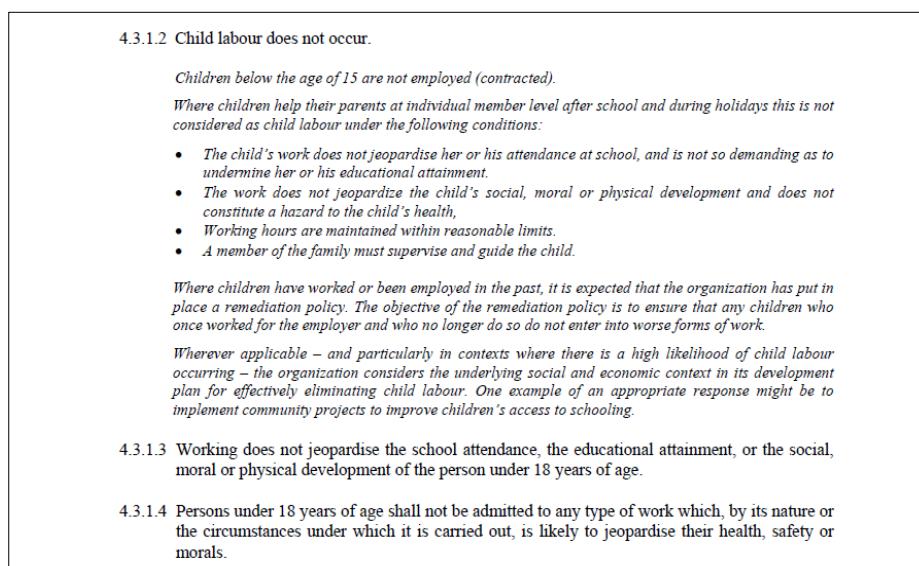 4.3.1.2 Child labour does not occur.
Children below the age of 15 are not employed (contracted).
Where children help their parents at individual member level after school and during holidays this is not
considered as child labour under the following conditions:
• The child's work does not jeopardise her or his attendance at school, and is not so demanding as to
undermine her or his educational attainment.
• The work does not jeopardize the child's social, moral or physical development and does not
constitute a hazard to the child's health,
• Working hours are maintained within reasonable limits.
• A member of the family must supervise and guide the child.
Where children have worked or been employed in the past, it is expected that the organization has put in
place a remediation policy. The objective of the remediation policy is to ensure that any children who
once worked for the employer and who no longer do so do not enter into worse forms of work.
Wherever applicable – and particularly in contexts where there is a high likelihood of child labour
occurring – the organization considers the underlying social and economic context in its development
plan for effectively eliminating child labour. One example of an appropriate response might be to
implement community projects to improve children's access to schooling.
4.3.1.3 Working does not jeopardise the school attendance, the educational attainment, or the social,
moral or physical development of the person under 18 years of age.
4.3.1.4 Persons under 18 years of age shall not be admitted to any type of work which, by its nature or
the circumstances under which it is carried out, is likely to jeopardise their health, safety or
morals.